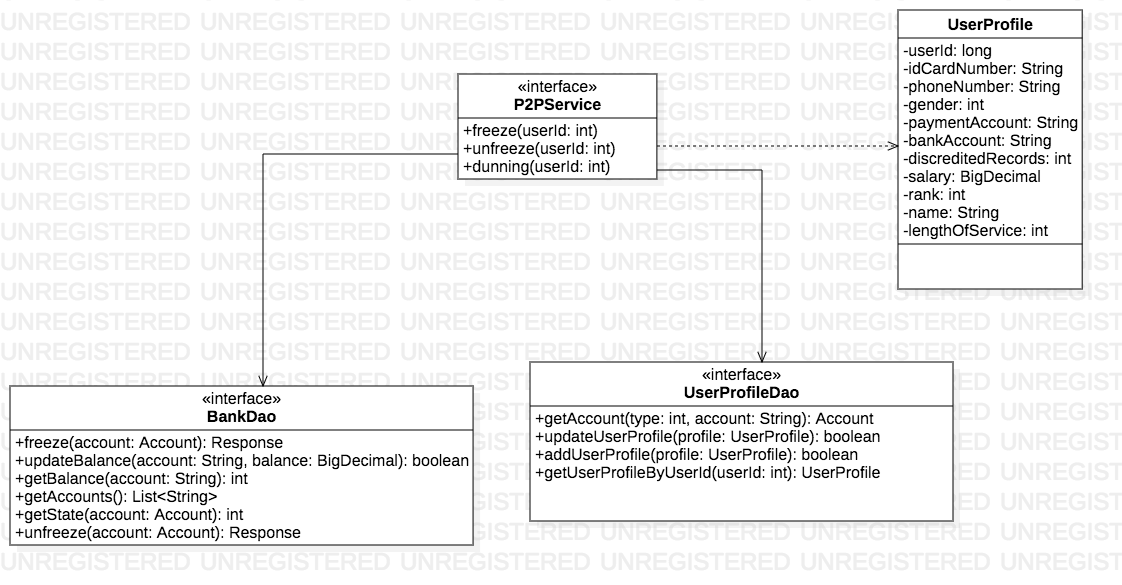 UserProfile
-userId: long
-idCardNumber: String
-phoneNumber: String
-gender: int
-paymentAccount: String
-bankAccount: String
-discreditedRecords: int
-salary: BigDecimal
-rank: int
-name: String
-lengthOfService: int
«interface»
P2PService
+freeze(userId: int)
+unfreeze(userId: int)
+dunning(userId: int)
«interface»
BankDao
+freeze(account: Account): Response
+updateBalance(account: String, balance: BigDecimal): boolean
+getBalance(account: String): int
+getAccounts(): List<String>
+getState(account: Account): int
+unfreeze(account: Account): Response
«interface»
UserProfileDao
+getAccount(type: int, account: String): Account
+updateUserProfile(profile: UserProfile): boolean
+addUserProfile(profile: UserProfile): boolean
+getUserProfileByUserId(userId: int): UserProfile
UNREGISTERED